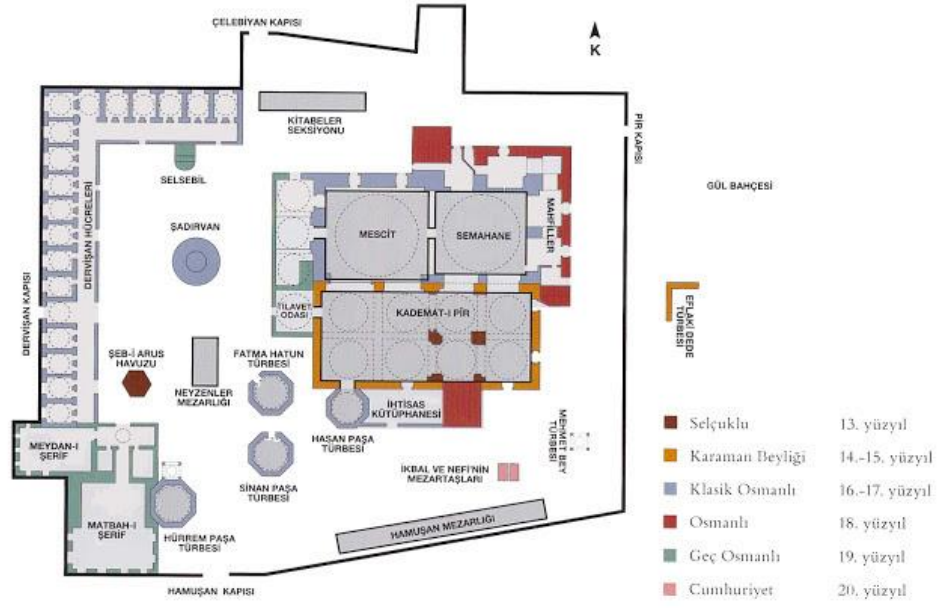 ÇELEBİYAN KAPISI
K
KİTABELER
SEKSİYONU
PİR KAPISI
SELSEBİL
GÜL BAHÇESİ
DERVİŞAN HÜCRELERİ
ŞADIRVAN
MESCİT
SEMAHANE
MAHFİLLER
DERVİŞAN KAPISI
TİLAVET
ODASI
KADEMAT-I PİR
EFLAKİ DEDE
TÜRBESİ
ŞEB-İ ARUS
HAVUZU
NEYZENLER
MEZARLIĞI
FATMA HATUN
TÜRBESİ
HASAN PAŞA
TÜRBESİ
İHTİSAS
KÜTÜPHANESİ
MEHMET BEY
TÜRBESİ
MEYDAN-I
ŞERİF
SİNAN PAŞA
TÜRBESİ
İKBAL VE NEFİ'NİN
MEZARTAŞLARI
MATBAH-I
ŞERİF
HÜRREM PAŞA
TÜRBESİ
HAMUŞAN MEZARLIĞI
HAMUŞAN KAPISI
Selçuklu 13. yüzyıl
Karaman Beyliği 14.-15. yüzyıl
Klasik Osmanlı 16.-17. yüzyıl
Osmanlı 18. yüzyıl
Geç Osmanlı 19. yüzyıl
Cumhuriyet 20. yüzyıl